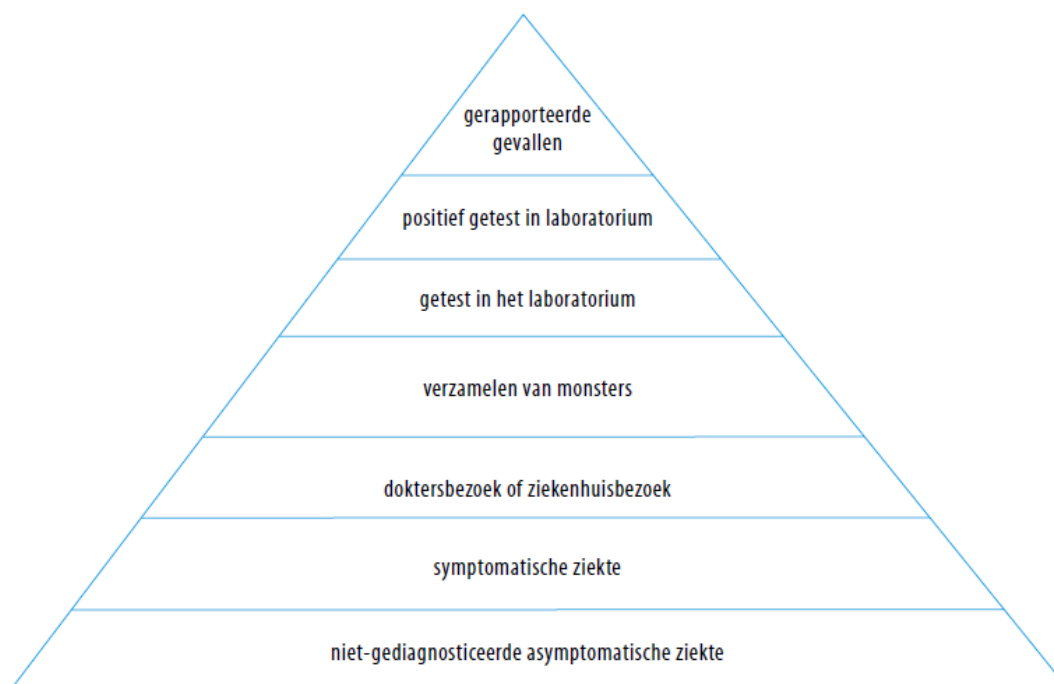 gerapporteerde
gevallen
positief getest in laboratorium
getest in het laboratorium
verzamelen van monsters
doktersbezoek of ziekenhuisbezoek
symptomatische ziekte
niet-gediagnosticeerde asymptomatische ziekte